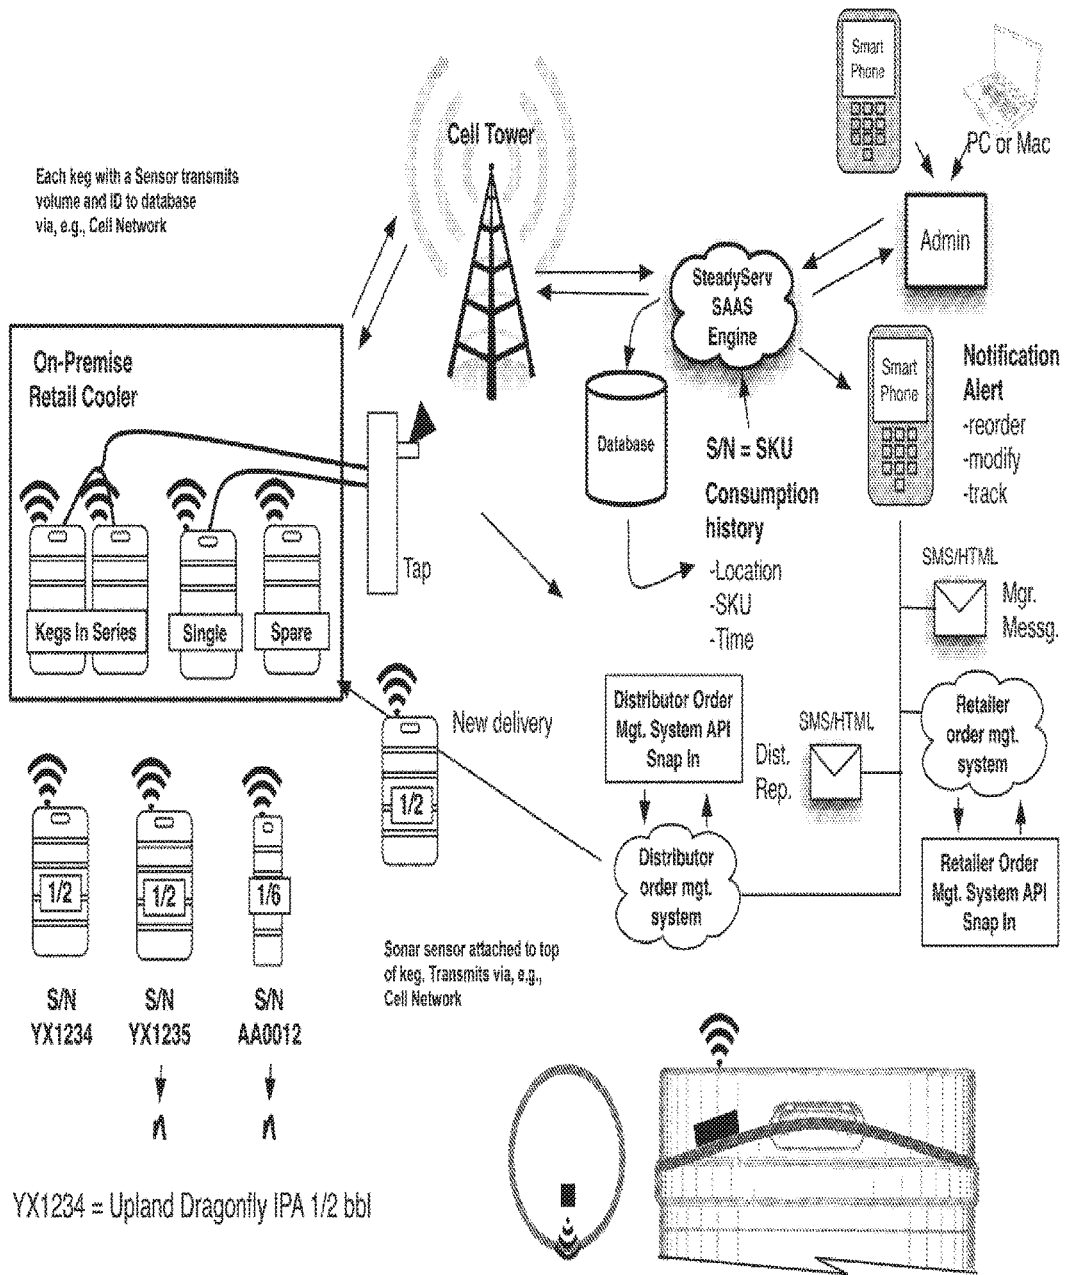 Smart
Phone
PC or Mac
Cell Tower
Each keg with a Sensor transmits
volume and ID to database
via, e.g., Cell Network
Admin
SteadyServ
SAAS
Engine
On-Premise
Retail Cooler
Smart
Phone
Notification
Alert
-reorder
-modify
-track
Database
S/N = SKU
Consumption
history
-Location
-SKU
-Time
Tap
Kegs In Series
Single
Spare
SMS/HTML
Mgr.
Messg.
New delivery
Distributor Order
Mgt. System API
Snap In
SMS/HTML
Dist.
Rep.
Retailer
order mgt.
system
1/2
1/2
1/2
1/6
Distributor
order mgt.
system
Retailer Order
Mgt. System API
Snap In
Sonar sensor attached to top
of keg. Transmits via, e.g.,
Cell Network
S/N
YX1234
S/N
YX1235
S/N
AA0012
YX1234 = Upland Dragonfly IPA 1/2 bbl